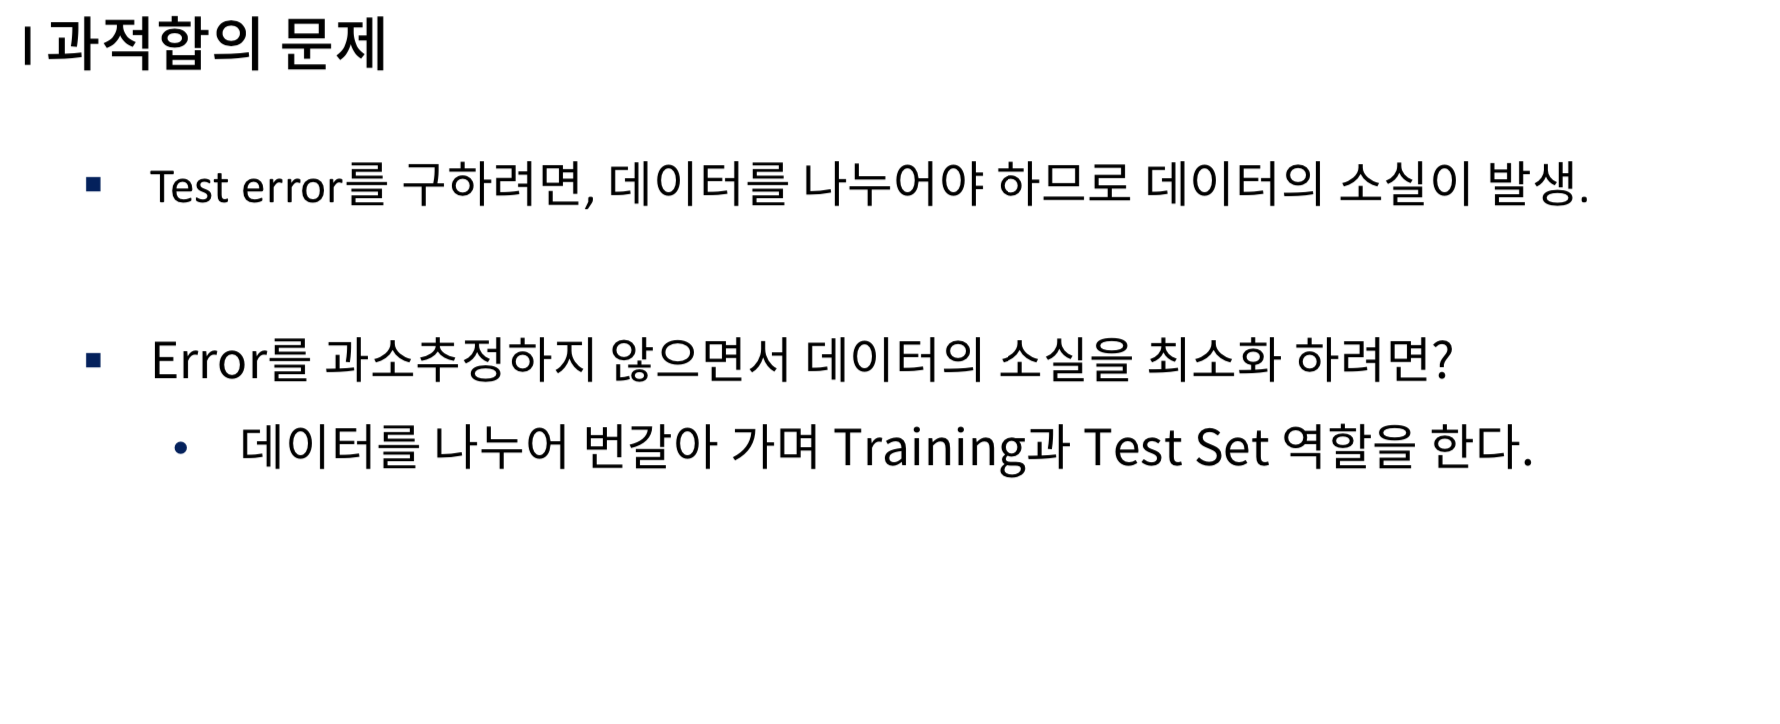 과적합의 문제
▪ Test error를 구하려면, 데이터를 나누어야 하므로 데이터의 소실이 발생.
▪ Error를 과소추정하지 않으면서 데이터의 소실을 최소화 하려면?
• 데이터를 나누어 번갈아 가며 Training과 Test Set 역할을 한다.